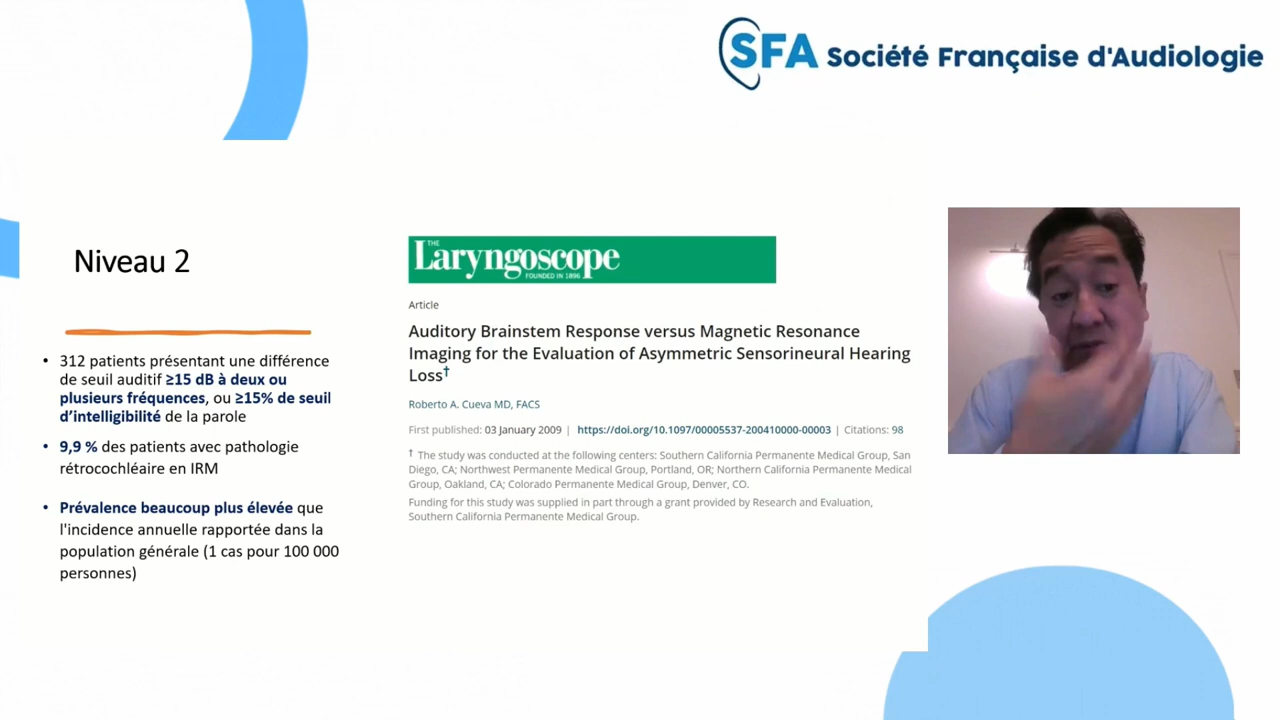 SFA Société Française d'Audiologie
Niveau 2
• 312 patients présentant une différence
de seuil auditif ≥15 dB à deux ou
plusieurs fréquences, ou ≥15% de seuil
d’intelligibilité de la parole
• 9,9 % des patients avec pathologie
rétrocochléaire en IRM
• Prévalence beaucoup plus élevée que
l'incidence annuelle rapportée dans la
population générale (1 cas pour 100 000
personnes)
THE
Laryngoscope
FOUNDED IN 1896
Article
Auditory Brainstem Response versus Magnetic Resonance
Imaging for the Evaluation of Asymmetric Sensorineural Hearing
Loss†
Roberto A. Cueva MD, FACS
First published: 03 January 2009 | https://doi.org/10.1097/00005537-200410000-00003 | Citations: 98
† The study was conducted at the following centers: Southern California Permanente Medical Group, San
Diego, CA; Northwest Permanente Medical Group, Portland, OR; Northern California Permanente Medical
Group, Oakland, CA; Colorado Permanente Medical Group, Denver, CO.
Funding for this study was supplied in part through a grant provided by Research and Evaluation,
Southern California Permanente Medical Group.